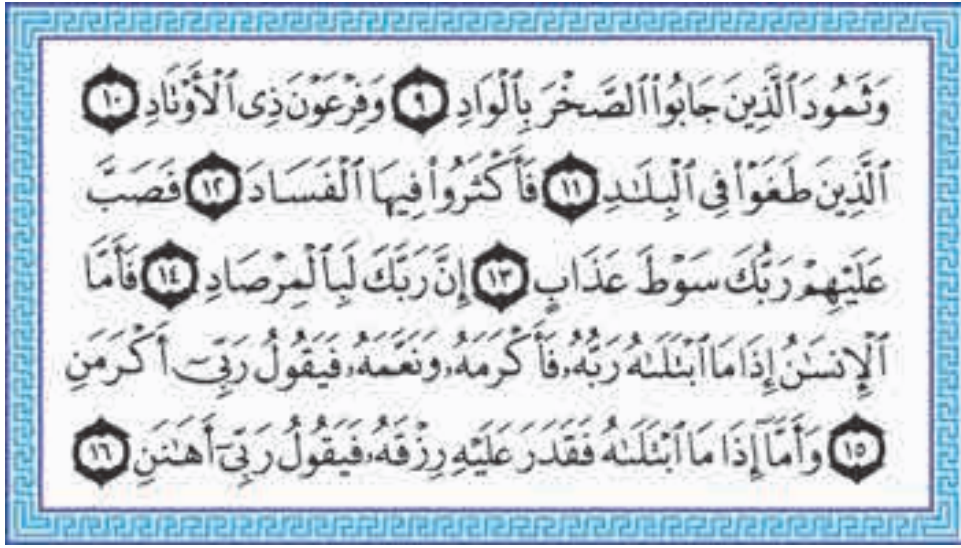 وَثَمُودَ ٱلَّذِينَ جَابُوا۟ ٱلصَّخْرَ بِٱلْوَادِ ٩ وَفِرْعَوْنَ ذِى ٱلْأَوْتَادِ ١٠
ٱلَّذِينَ طَغَوْا۟ فِى ٱلْبِلَـٰدِ ١١ فَأَكْثَرُوا۟ فِيهَا ٱلْفَسَادَ ١٢ فَصَبَّ
عَلَيْهِمْ رَبُّكَ سَوْطَ عَذَابٍ ١٣ إِنَّ رَبَّكَ لَبِٱلْمِرْصَادِ ١٤ فَأَمَّا
ٱلْإِنسَـٰنُ إِذَا مَا ٱبْتَلَىٰهُ رَبُّهُۥ فَأَكْرَمَهُۥ وَنَعَّمَهُۥ فَيَقُولُ رَبِّىٓ أَكْرَمَنِ
١٥ وَأَمَّآ إِذَا مَا ٱبْتَلَىٰهُ فَقَدَرَ عَلَيْهِ رِزْقَهُۥ فَيَقُولُ رَبِّىٓ أَهَـٰنَنِ ١٦